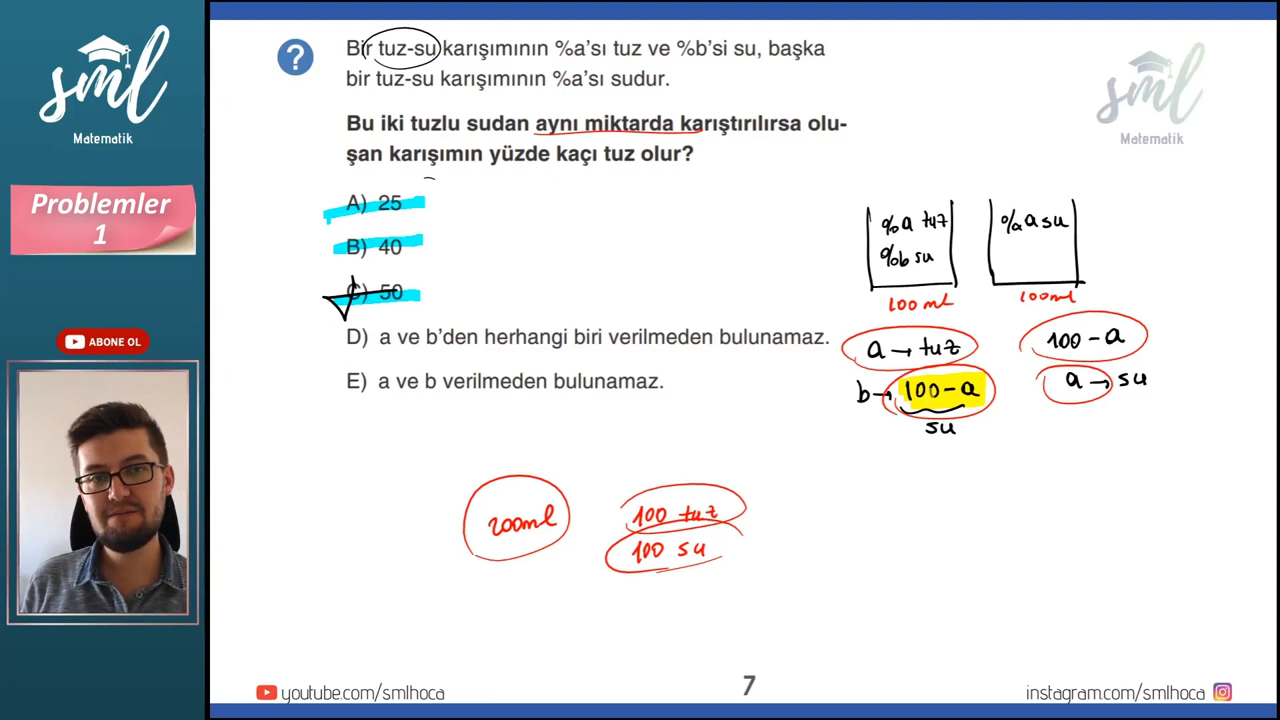 sml
Matematik
Problemler
1
ABONE OL
?
Bir tuz-su karışımının %a’sı tuz ve %b’si su, başka
bir tuz-su karışımının %a’sı sudur.
Bu iki tuzlu sudan aynı miktarda karıştırılırsa olu-
şan karışımın yüzde kaçı tuz olur?
A) 25
B) 40
C) 50
D) a ve b’den herhangi biri verilmeden bulunamaz.
E) a ve b verilmeden bulunamaz.
sml
Matematik
%a tuz
%b su
100 ml
%a su
100ml
a → tuz
b → 100 - a
su
100 - a
a → su
200ml
100 tuz
100 su
youtube.com/smlhoca
7
instagram.com/smlhoca